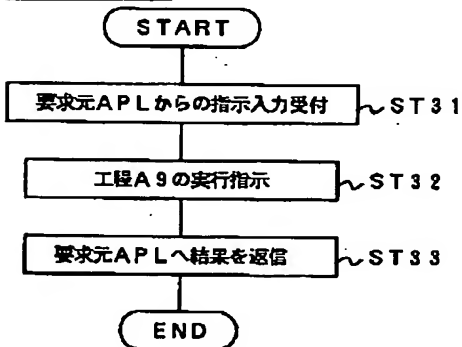 START
要求元APLからの指示入力受付 ～ST31
工程A9の実行指示 ～ST32
要求元APLへ結果を返信 ～ST33
END